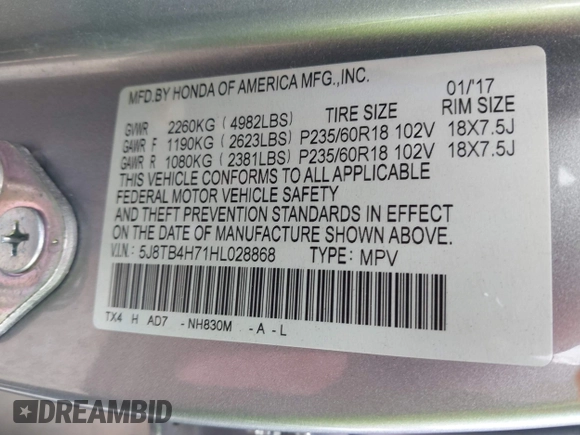 MFD.BY HONDA OF AMERICA MFG.,INC. 01/'17
GVWR 2260KG (4982LBS) TIRE SIZE RIM SIZE
GAWR F 1190KG (2623LBS) P235/60R18 102V 18X7.5J
GAWR R 1080KG (2381LBS) P235/60R18 102V 18X7.5J
THIS VEHICLE CONFORMS TO ALL APPLICABLE
FEDERAL MOTOR VEHICLE SAFETY
AND THEFT PREVENTION STANDARDS IN EFFECT
ON THE DATE OF MANUFACTURE SHOWN ABOVE.
V.I.N.: 5J8TB4H71HL028868 TYPE: MPV
TX4 H AD7 -NH830M -A-L
DREAMBID